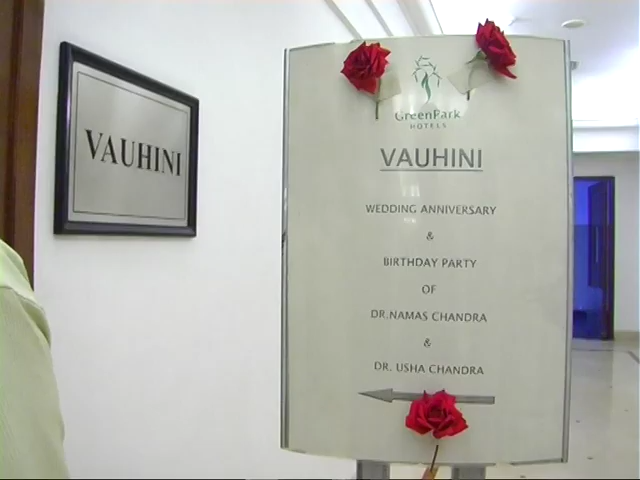 VAUHINI
GreenPark
HOTELS
VAUHINI
WEDDING ANNIVERSARY
&
BIRTHDAY PARTY
OF
DR.NAMAS CHANDRA
&
DR. USHA CHANDRA